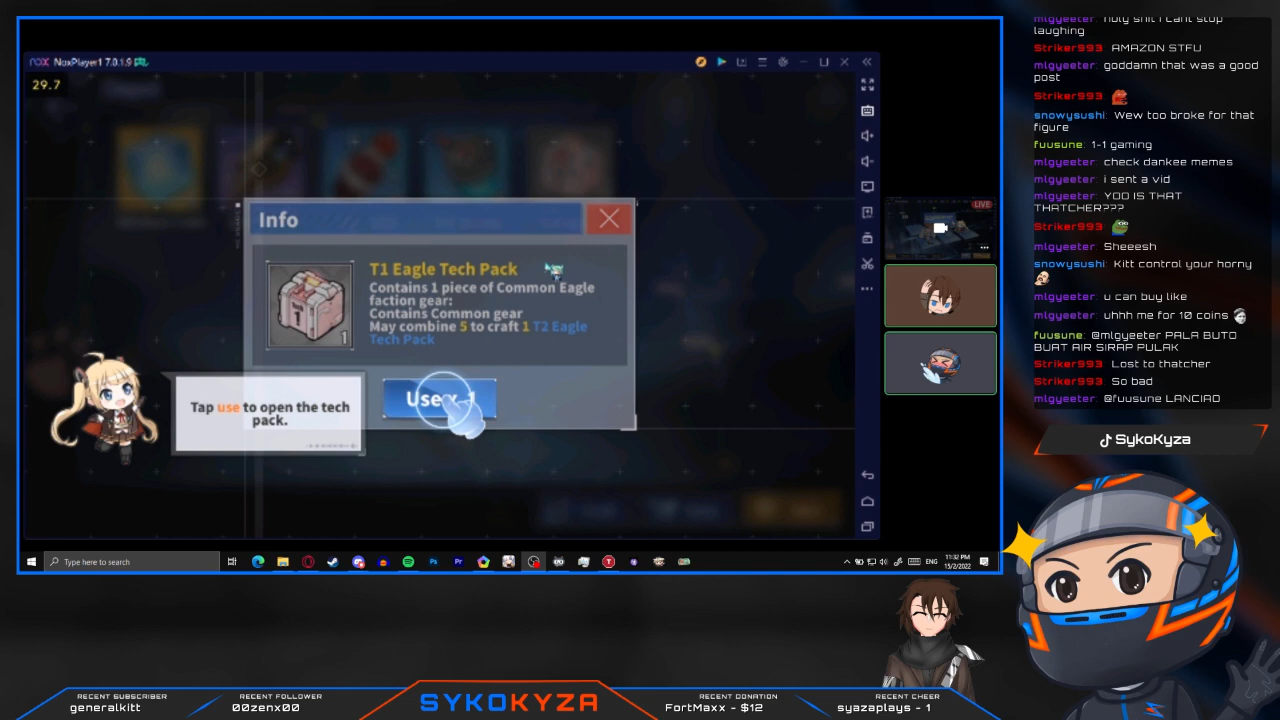 nox NoxPlayer1 7.0.1.9
29.7
Info
T1 Eagle Tech Pack
Contains 1 piece of Common Eagle
faction gear:
Contains Common gear
May combine 5 to craft 1 T2 Eagle
Tech Pack
1
Tap use to open the tech
pack.
Use
LIVE
Type here to search
ENG
11:32 PM
15/2/2022
mlgyeeter: holy shit i cant stop
laughing
Striker993 AMAZON STFU
mlgyeeter: goddamn that was a good
post
Striker993
snowysushi: Wew too broke for that
figure
fuusune: 1-1 gaming
mlgyeeter: check dankee memes
mlgyeeter: i sent a vid
mlgyeeter: YOO IS THAT
THATCHER???
Striker993
mlgyeeter: Sheeesh
snowysushi: Kitt control your horny
mlgyeeter: u can buy like
mlgyeeter: uhhh me for 10 coins
fuusune: @mlgyeeter PALA BUTO
BUAT AIR SIRAP PULAK
Striker993 Lost to thatcher
Striker993 So bad
mlgyeeter: @fuusune LANCIAO
SykoKyza
RECENT SUBSCRIBER
generalkitt
RECENT FOLLOWER
00zenx00
SYKOKYZA
RECENT DONATION
FortMaxx - $12
RECENT CHEER
syazaplays - 1